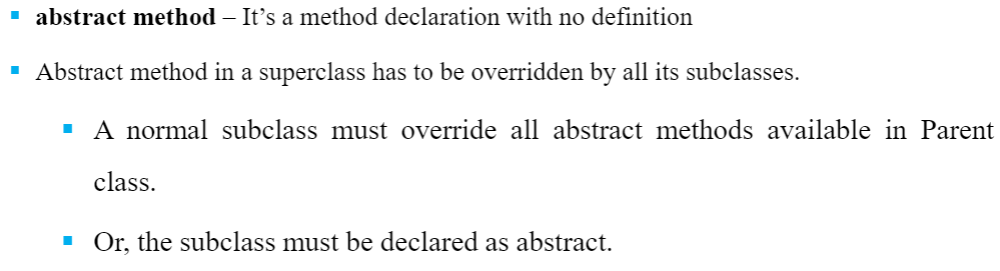 ▪ abstract method – It’s a method declaration with no definition
▪ Abstract method in a superclass has to be overridden by all its subclasses.
▪ A normal subclass must override all abstract methods available in Parent
class.
▪ Or, the subclass must be declared as abstract.